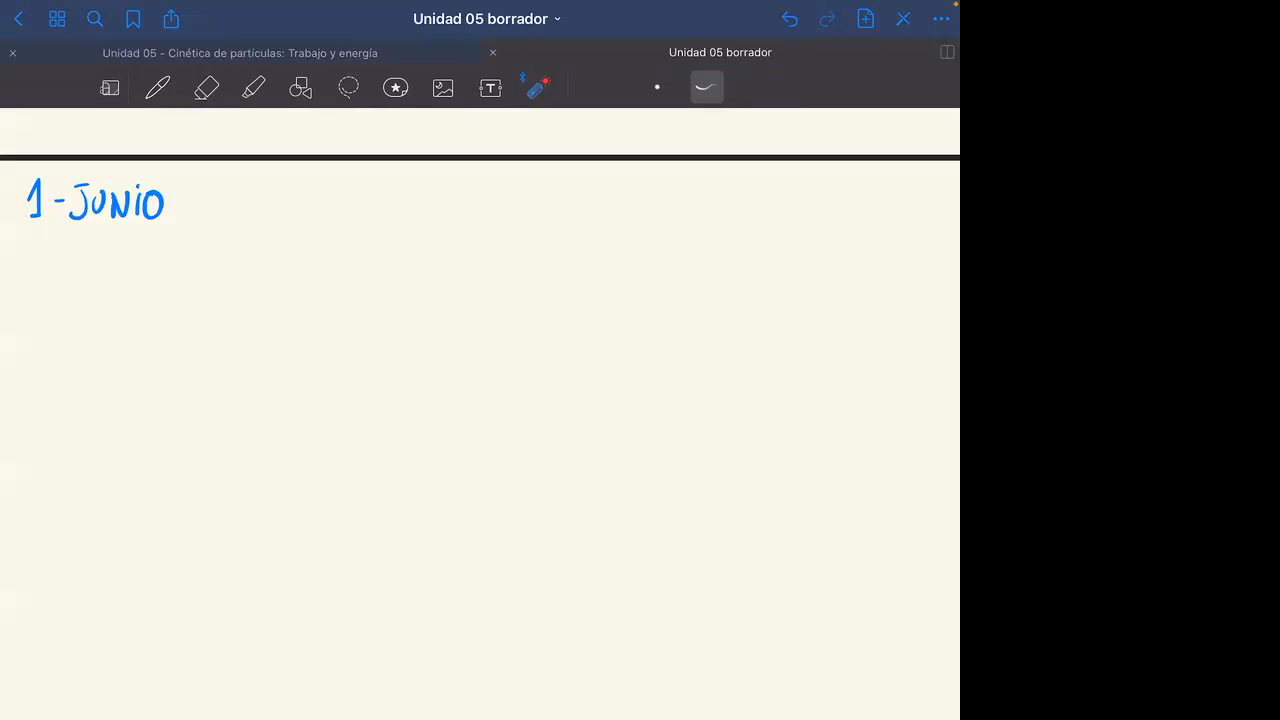 Unidad 05 borrador
Unidad 05 - Cinética de partículas: Trabajo y energía
Unidad 05 borrador
1-JUNiO